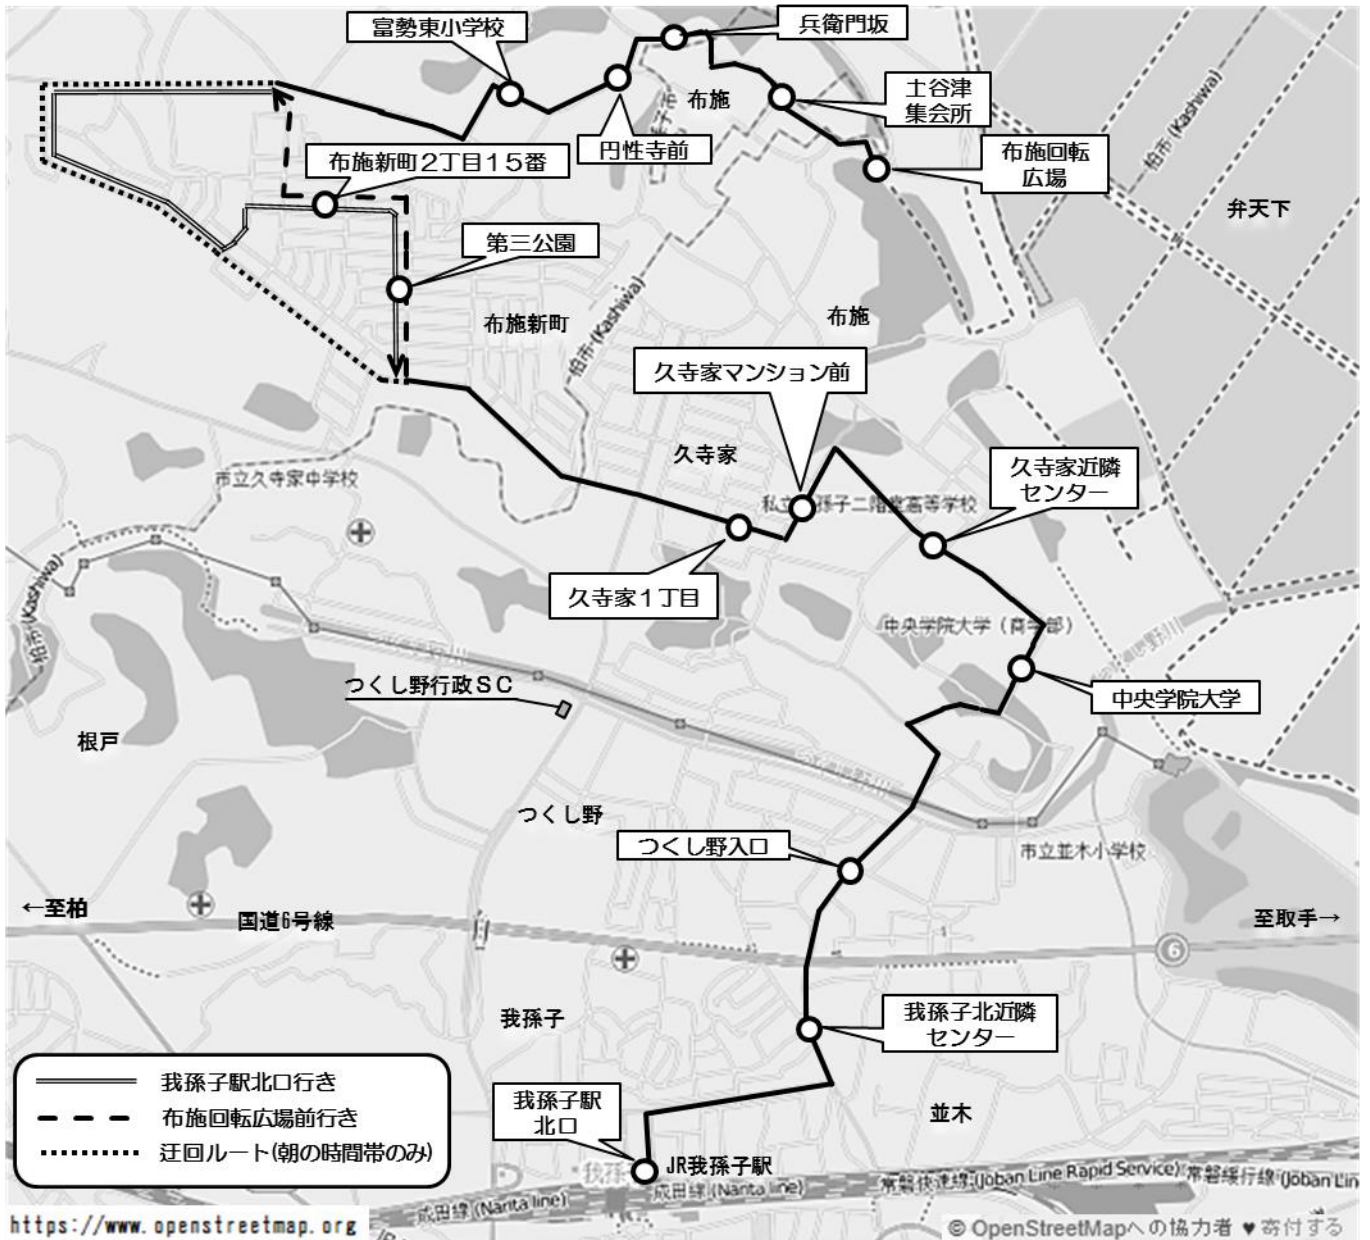 富勢東小学校
兵衛門坂
土谷津
集会所
布施
円性寺前
布施回転
広場
柏市 (Kashiwa)
布施新町2丁目15番
弁天下
第三公園
布施新町
柏市 (Kashiwa)
布施
久寺家マンション前
久寺家
久寺家近隣
センター
市立久寺家中学校
久寺家1丁目
柏市 (Kashiwa)
中央学院大学(商学部)
つくし野行政SC
中央学院大学
根戸
つくし野
つくし野入口
市立並木小学校
←至柏
国道6号線
至取手→
6
我孫子
我孫子北近隣
センター
我孫子駅北口行き
布施回転広場前行き
迂回ルート(朝の時間帯のみ)
我孫子駅
北口
並木
JR我孫子駅
成田線 (Narita line)
成田線 (Narita line)
常磐快速線 (Joban Line Rapid Service)
常磐緩行線 (Joban Lin
https://www.openstreetmap.org
© OpenStreetMapへの協力者 ♥ 寄付する